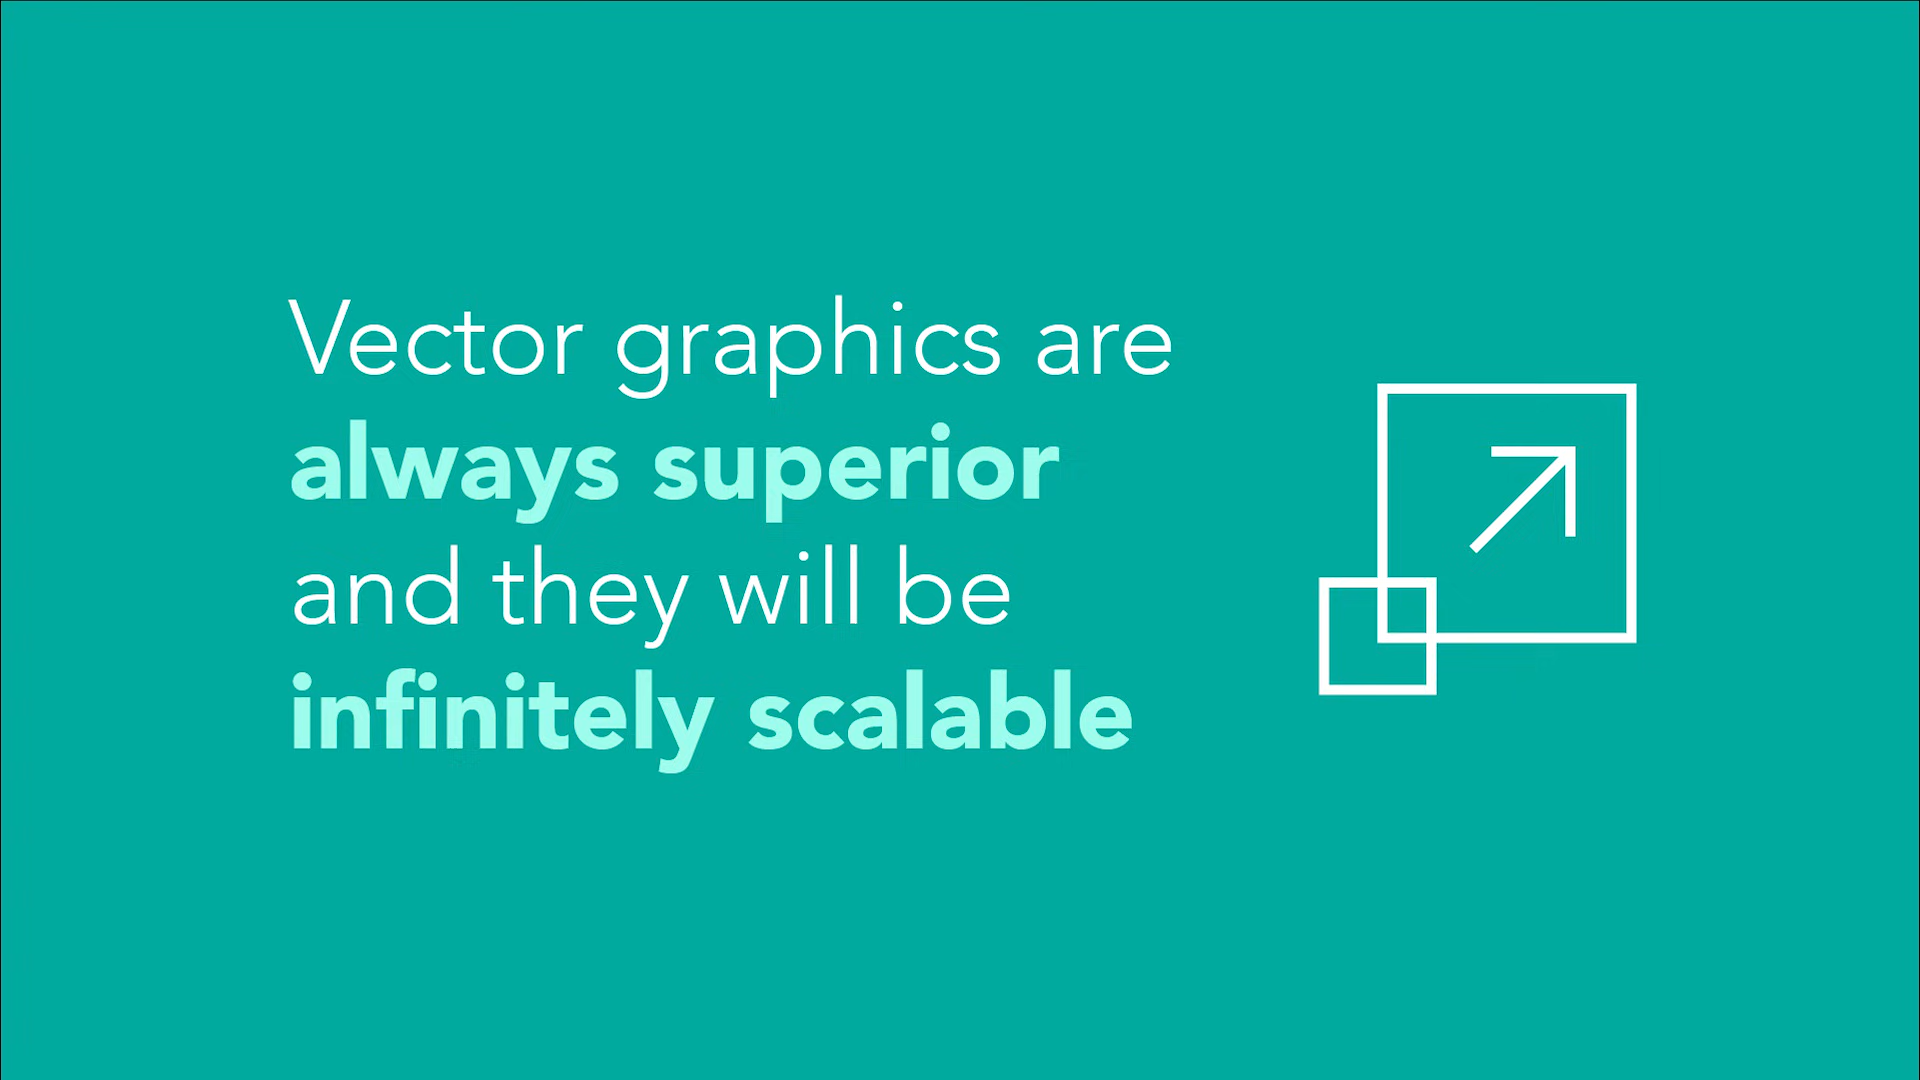 Vector graphics are
always superior
and they will be
infinitely scalable